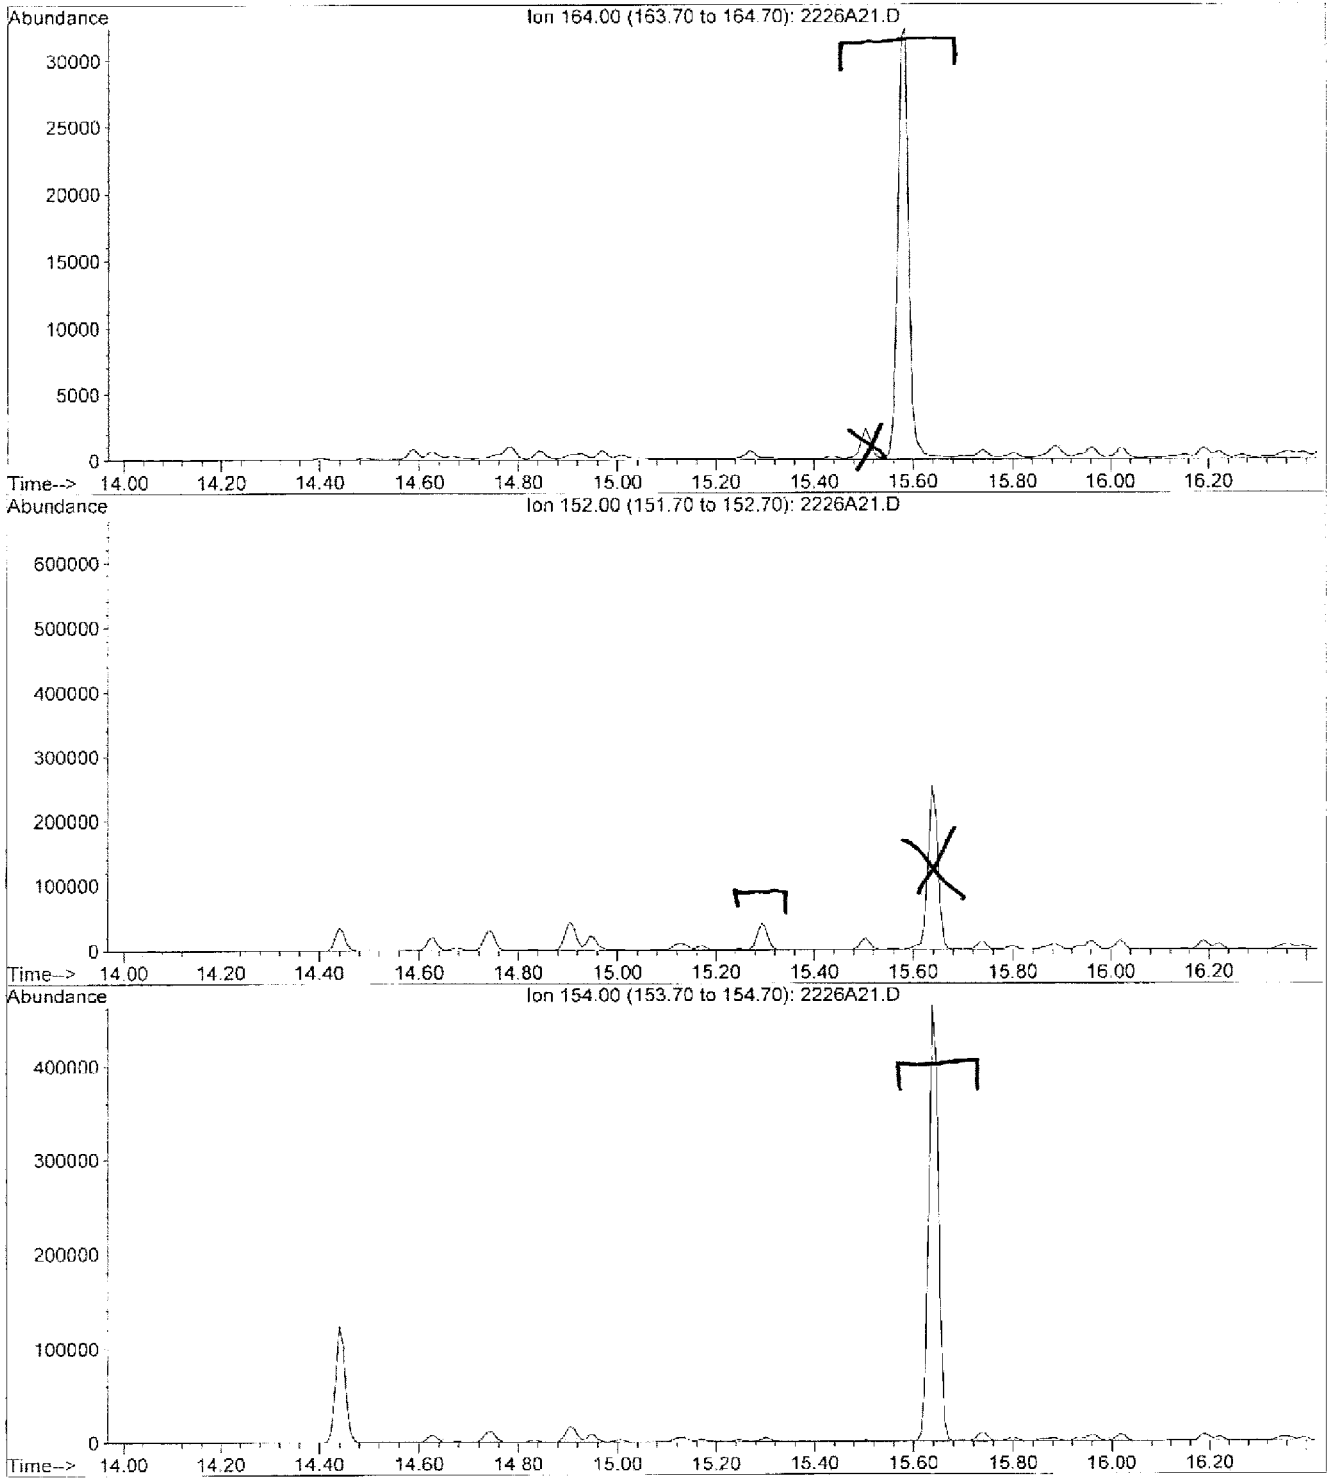 Abundance
Ion 164.00 (163.70 to 164.70): 2226A21.D
30000
25000
20000
15000
10000
5000
0
14.00 14.20 14.40 14.60 14.80 15.00 15.20 15.40 15.60 15.80 16.00 16.20
Time-->
Abundance
Ion 152.00 (151.70 to 152.70): 2226A21.D
600000
500000
400000
300000
200000
100000
0
14.00 14.20 14.40 14.60 14.80 15.00 15.20 15.40 15.60 15.80 16.00 16.20
Time-->
Abundance
Ion 154.00 (153.70 to 154.70): 2226A21.D
400000
300000
200000
100000
0
14.00 14.20 14.40 14.60 14.80 15.00 15.20 15.40 15.60 15.80 16.00 16.20
Time-->